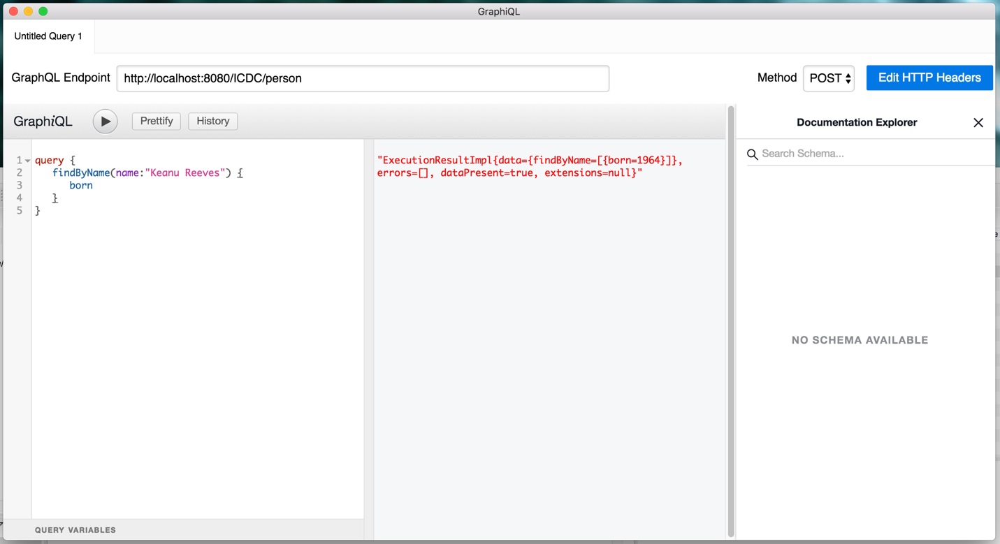 GraphiQL
Untitled Query 1
GraphQL Endpoint http://localhost:8080/ICDC/person Method POST Edit HTTP Headers
GraphiQL Prettify History
Documentation Explorer
Search Schema...
1 query {
2 findByName(name:"Keanu Reeves") {
3 born
4 }
5 }
"ExecutionResultImpl{data={findByName=[{born=1964}]},
errors=[], dataPresent=true, extensions=null}"
NO SCHEMA AVAILABLE
QUERY VARIABLES